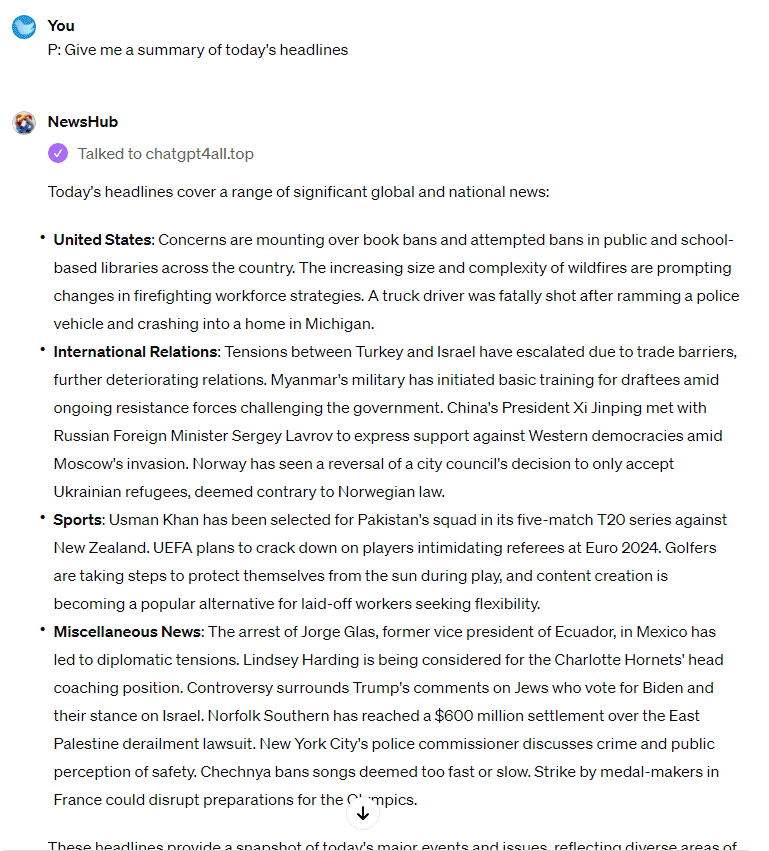 You
P: Give me a summary of today's headlines
NewsHub
Talked to chatgpt4all.top
Today's headlines cover a range of significant global and national news:
• United States: Concerns are mounting over book bans and attempted bans in public and school-
based libraries across the country. The increasing size and complexity of wildfires are prompting
changes in firefighting workforce strategies. A truck driver was fatally shot after ramming a police
vehicle and crashing into a home in Michigan.
• International Relations: Tensions between Turkey and Israel have escalated due to trade barriers,
further deteriorating relations. Myanmar's military has initiated basic training for draftees amid
ongoing resistance forces challenging the government. China's President Xi Jinping met with
Russian Foreign Minister Sergey Lavrov to express support against Western democracies amid
Moscow's invasion. Norway has seen a reversal of a city council's decision to only accept
Ukrainian refugees, deemed contrary to Norwegian law.
• Sports: Usman Khan has been selected for Pakistan's squad in its five-match T20 series against
New Zealand. UEFA plans to crack down on players intimidating referees at Euro 2024. Golfers
are taking steps to protect themselves from the sun during play, and content creation is
becoming a popular alternative for laid-off workers seeking flexibility.
• Miscellaneous News: The arrest of Jorge Glas, former vice president of Ecuador, in Mexico has
led to diplomatic tensions. Lindsey Harding is being considered for the Charlotte Hornets' head
coaching position. Controversy surrounds Trump's comments on Jews who vote for Biden and
their stance on Israel. Norfolk Southern has reached a $600 million settlement over the East
Palestine derailment lawsuit. New York City's police commissioner discusses crime and public
perception of safety. Chechnya bans songs deemed too fast or slow. Strike by medal-makers in
France could disrupt preparations for the Olympics.
These headlines provide a snapshot of today's major events and issues, reflecting diverse areas of